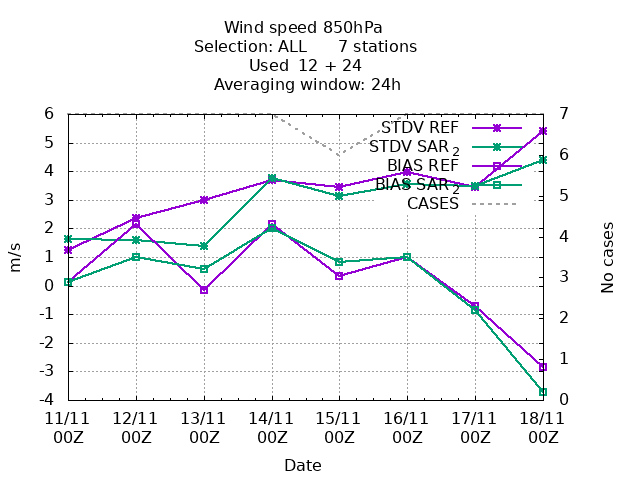 Wind speed 850hPa
Selection: ALL 7 stations
Used 12 + 24
Averaging window: 24h
6
5
4
3
2
1
0
-1
-2
-3
-4
m/s
7
6
5
4
3
2
1
0
No cases
STDV REF
STDV SAR2
BIAS REF
BIAS SAR2
CASES
11/11 12/11 13/11 14/11 15/11 16/11 17/11 18/11
00Z 00Z 00Z 00Z 00Z 00Z 00Z 00Z
Date